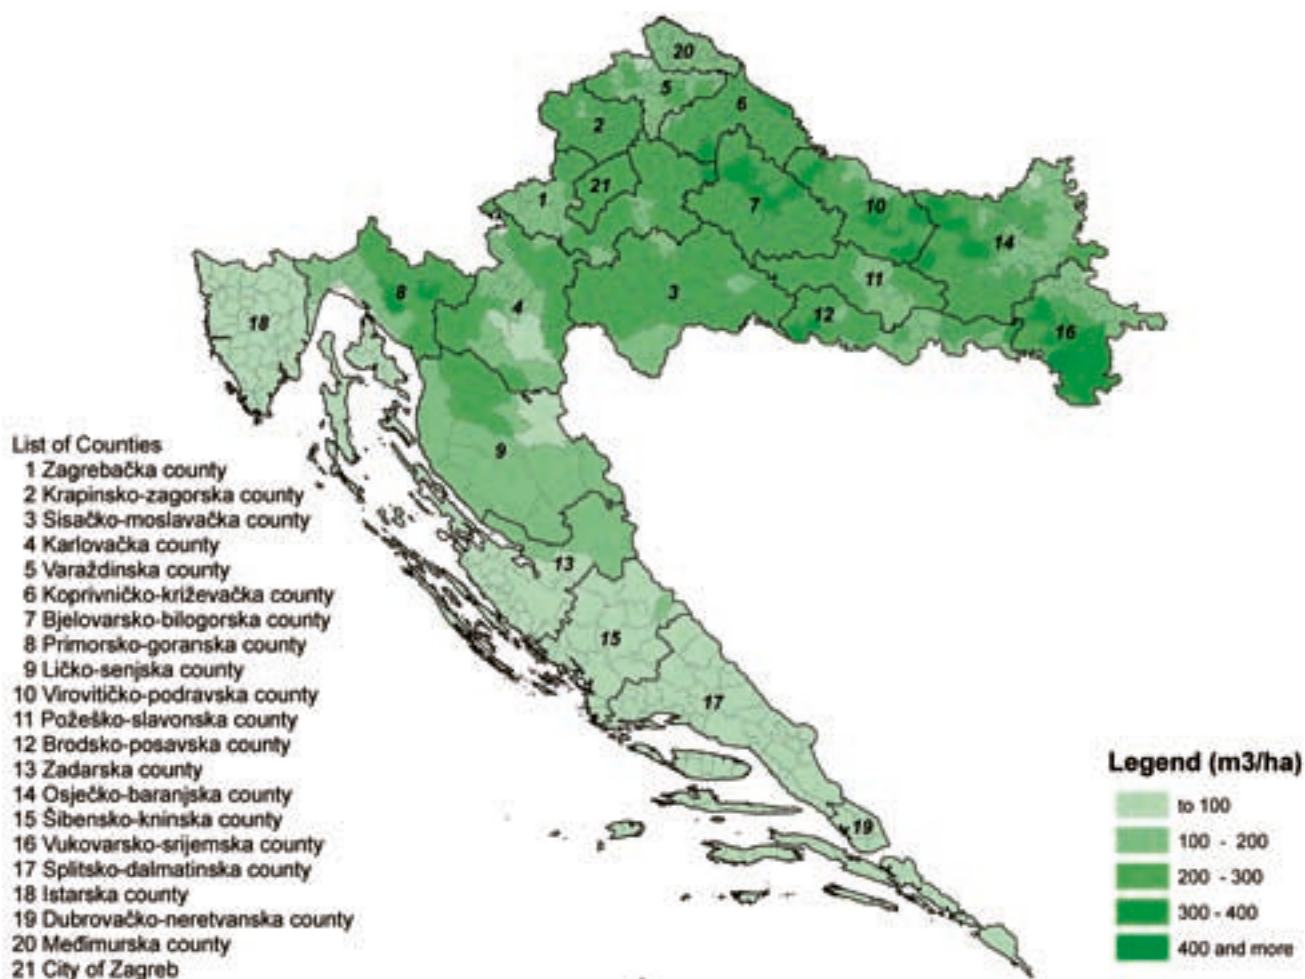 20
5
6
2
21
1
7
10
14
8
11
18
4
3
12
16
9
13
15
17
19
List of Counties
1 Zagrebačka county
2 Krapinsko-zagorska county
3 Sisačko-moslavačka county
4 Karlovačka county
5 Varaždinska county
6 Koprivničko-križevačka county
7 Bjelovarsko-bilogorska county
8 Primorsko-goranska county
9 Ličko-senjska county
10 Virovitičko-podravska county
11 Požeško-slavonska county
12 Brodsko-posavska county
13 Zadarska county
14 Osječko-baranjska county
15 Šibensko-kninska county
16 Vukovarsko-srijemska county
17 Splitsko-dalmatinska county
18 Istarska county
19 Dubrovačko-neretvanska county
20 Međimurska county
21 City of Zagreb
Legend (m3/ha)
to 100
100 - 200
200 - 300
300 - 400
400 and more